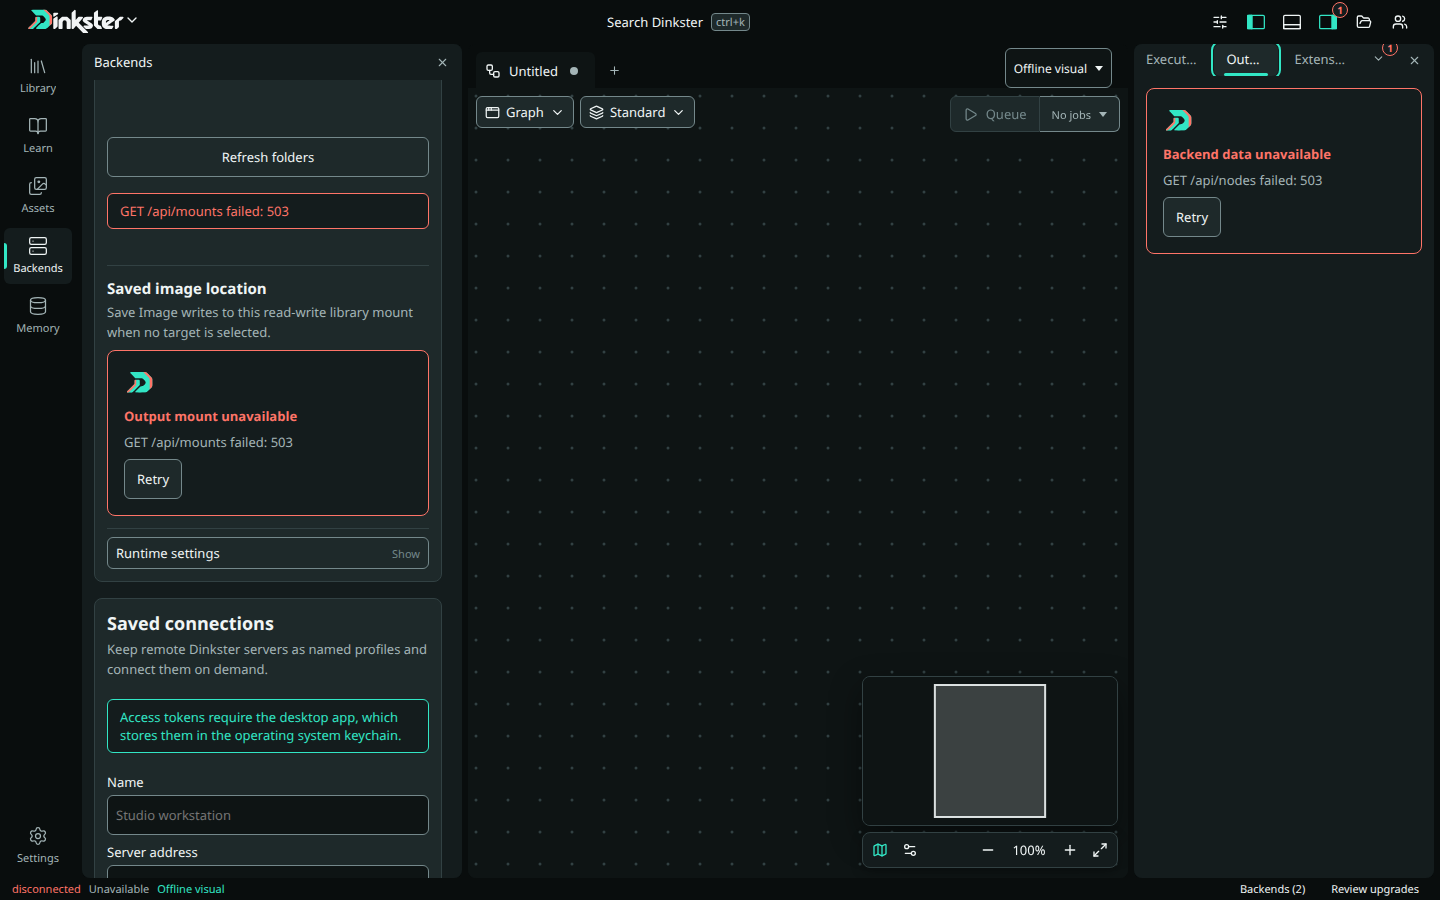 Dinkster
Search Dinkster ctrl+k
1
Library
Learn
Assets
Backends
Memory
Settings
Backends
Refresh folders
GET /api/mounts failed: 503
Saved image location
Save Image writes to this read-write library mount
when no target is selected.
Output mount unavailable
GET /api/mounts failed: 503
Retry
Runtime settings Show
Saved connections
Keep remote Dinkster servers as named profiles and
connect them on demand.
Access tokens require the desktop app, which
stores them in the operating system keychain.
Name
Studio workstation
Server address
Untitled
Offline visual
Graph Standard
Queue No jobs
100%
Execut... Out... Extens... 1
Backend data unavailable
GET /api/nodes failed: 503
Retry
disconnected Unavailable Offline visual
Backends (2) Review upgrades